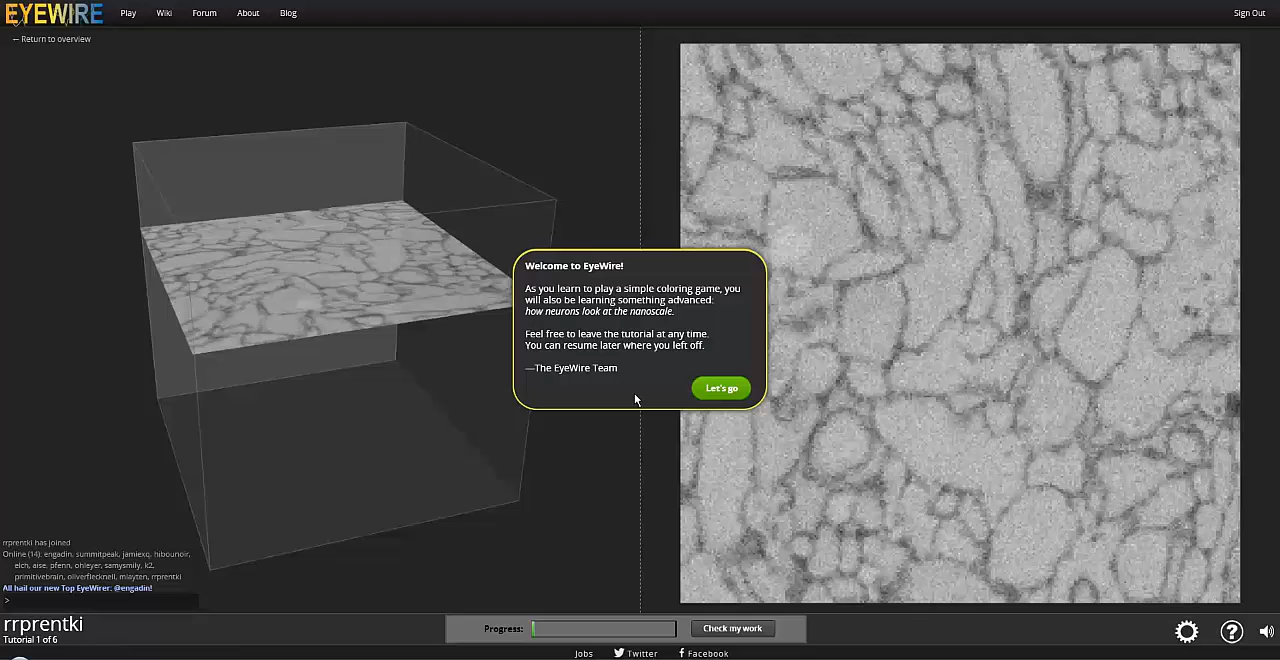 EYEWIRE
Play Wiki Forum About Blog
Sign Out
← Return to overview
Welcome to EyeWire!
As you learn to play a simple coloring game, you
will also be learning something advanced:
how neurons look at the nanoscale.
Feel free to leave the tutorial at any time.
You can resume later where you left off.
—The EyeWire Team
Let's go
rrprentki has joined
Online (14): engadin, summitpeak, jamiexq, hibounoir,
elch, aise, pfenn, ohleyer, samysmily, k2,
primitivebrain, oliverflecknell, mlayten, rrprentki
All hail our new Top EyeWirer: @engadin!
>
rrprentki
Tutorial 1 of 6
Progress:
Check my work
?
Jobs Twitter Facebook